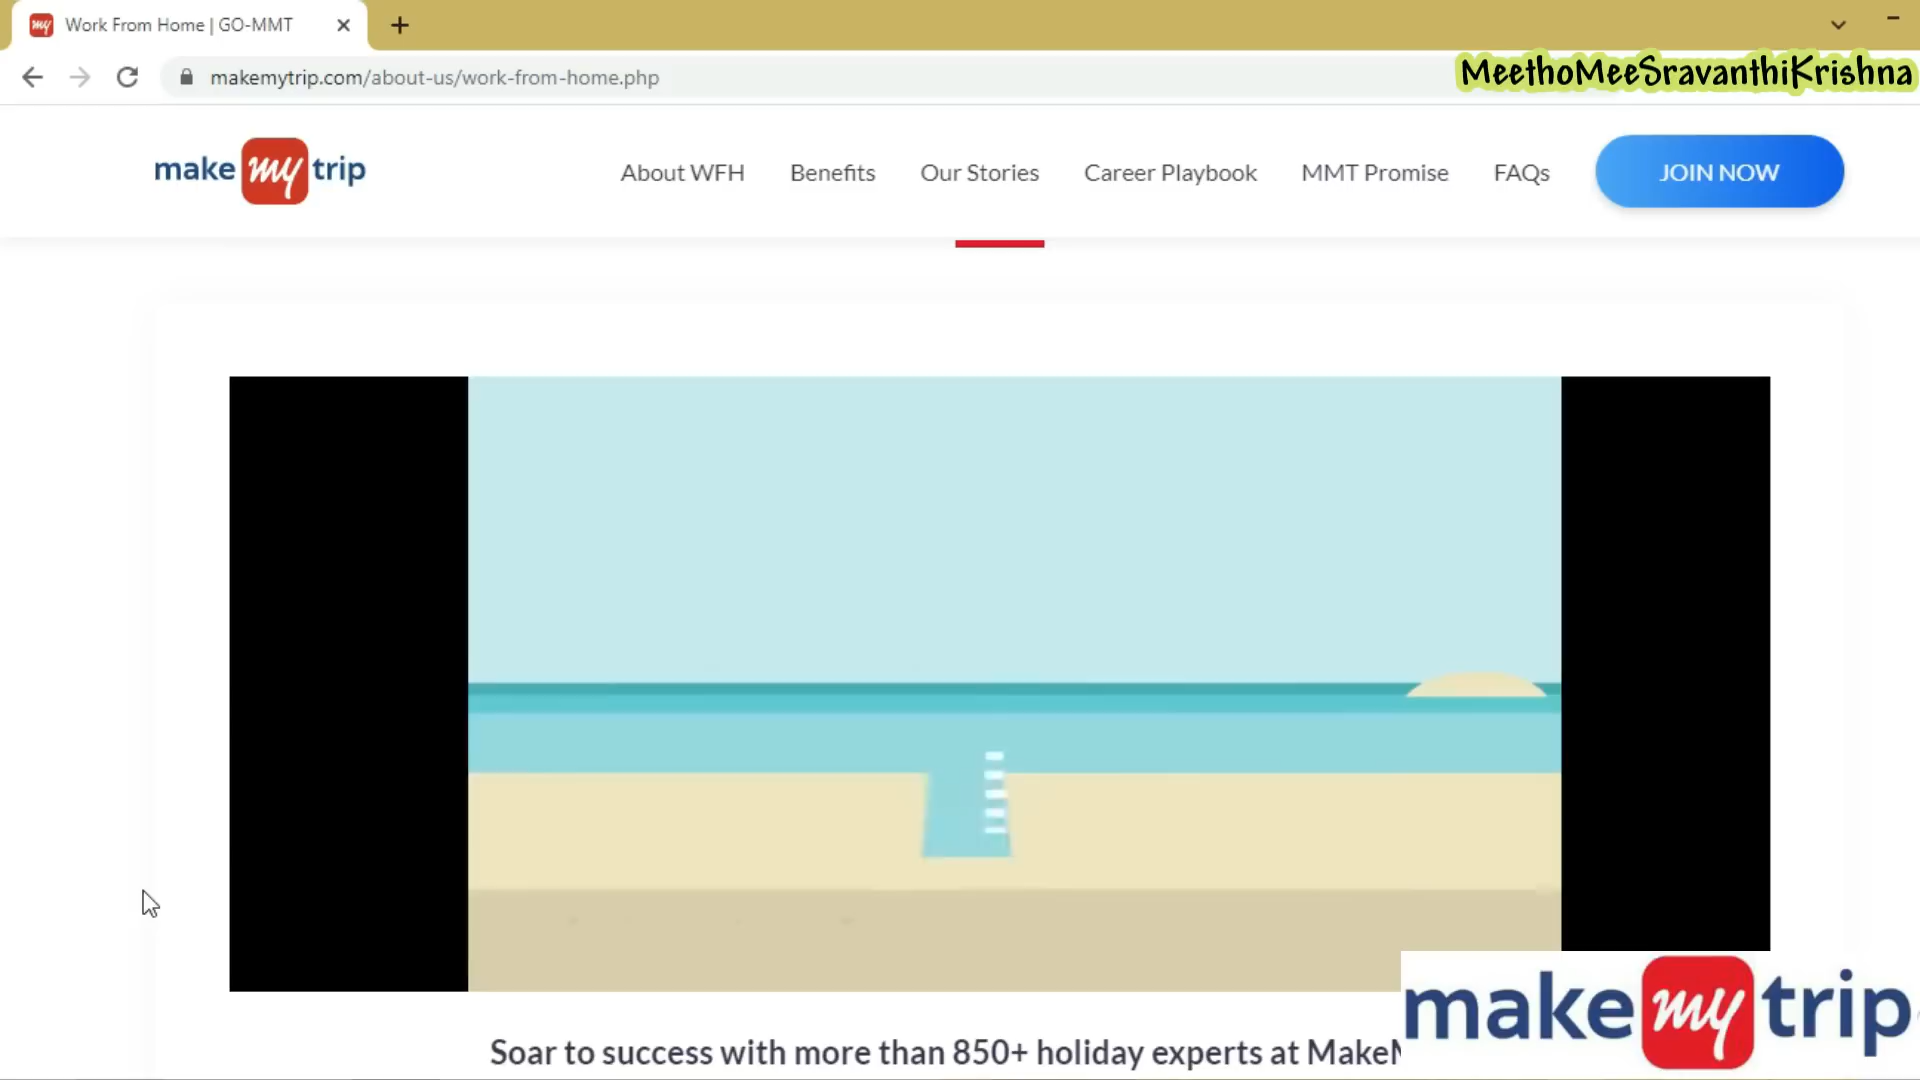 Work From Home | GO-MMT
makemytrip.com/about-us/work-from-home.php
MeethoMeeSravanthiKrishna
make my trip
About WFH
Benefits
Our Stories
Career Playbook
MMT Promise
FAQs
JOIN NOW
Soar to success with more than 850+ holiday experts at Make
make my trip